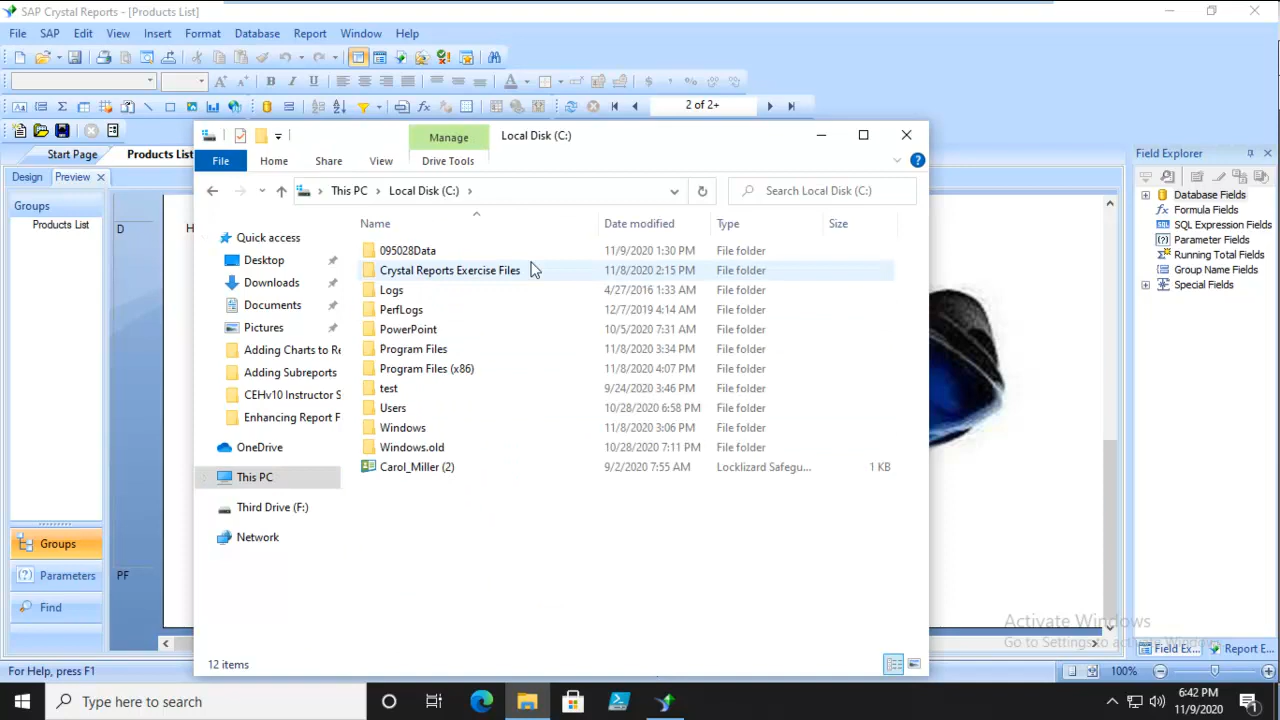 SAP Crystal Reports - [Products List]
File SAP Edit View Insert Format Database Report Window Help
2 of 2+
Start Page Products List
Design Preview
Groups
Products List
D H
PF
Groups
Parameters
Find
Manage Local Disk (C:)
File Home Share View Drive Tools
This PC Local Disk (C:) Search Local Disk (C:)
Name Date modified Type Size
Quick access
Desktop
Downloads
Documents
Pictures
Adding Charts to Re
Adding Subreports
CEHv10 Instructor S
Enhancing Report F
OneDrive
This PC
Third Drive (F:)
Network
095028Data 11/9/2020 1:30 PM File folder
Crystal Reports Exercise Files 11/8/2020 2:15 PM File folder
Logs 4/27/2016 1:33 AM File folder
PerfLogs 12/7/2019 4:14 AM File folder
PowerPoint 10/5/2020 7:31 AM File folder
Program Files 11/8/2020 3:34 PM File folder
Program Files (x86) 11/8/2020 4:07 PM File folder
test 9/24/2020 3:46 PM File folder
Users 10/28/2020 6:58 PM File folder
Windows 11/8/2020 3:06 PM File folder
Windows.old 10/28/2020 7:11 PM File folder
Carol_Miller (2) 9/2/2020 7:55 AM Locklizard Safegu... 1 KB
12 items
Field Explorer
Database Fields
Formula Fields
SQL Expression Fields
Parameter Fields
Running Total Fields
Group Name Fields
Special Fields
Activate Windows
Go to Settings to activate Windows.
Field Ex... Report E...
For Help, press F1 100%
Type here to search
6:42 PM
11/9/2020
1